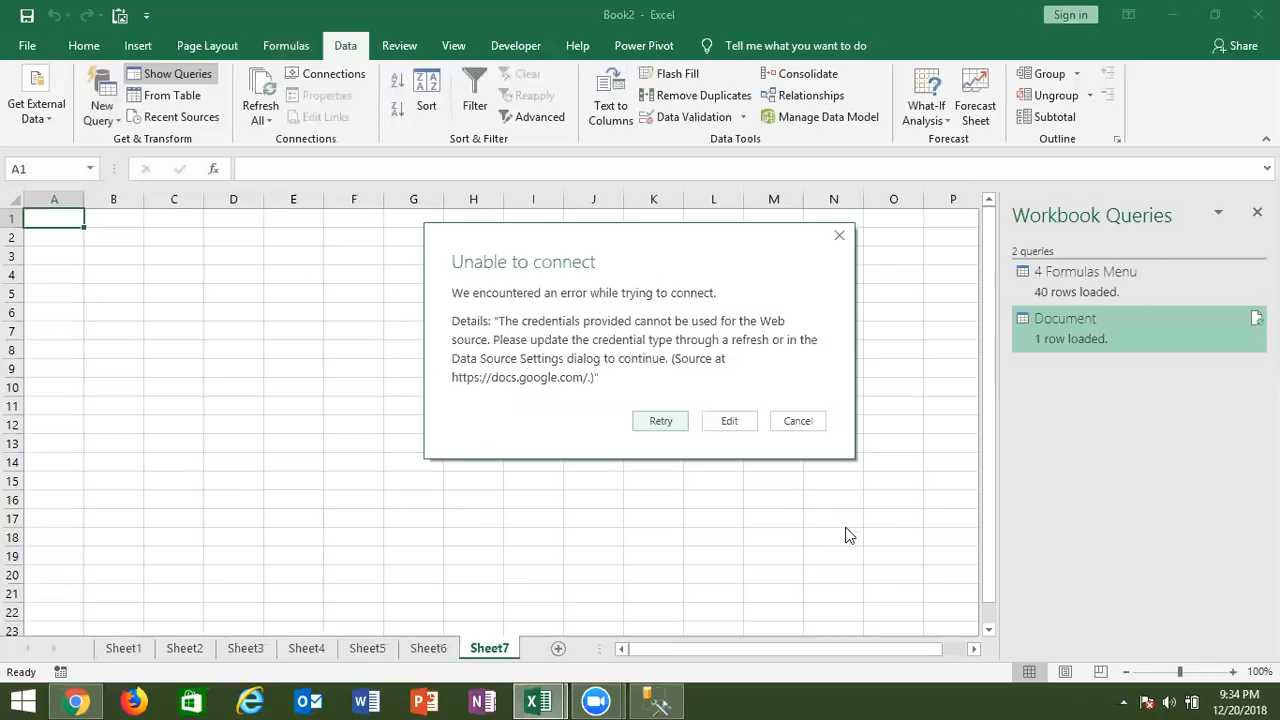 Book2 - Excel
Sign in
File Home Insert Page Layout Formulas Data Review View Developer Help Power Pivot Tell me what you want to do Share
Get External Data
New Query
Show Queries
From Table
Recent Sources
Get & Transform
Refresh All
Connections
Properties
Edit Links
Connections
Sort
Filter
Clear
Reapply
Advanced
Sort & Filter
Text to Columns
Flash Fill
Remove Duplicates
Data Validation
Consolidate
Relationships
Manage Data Model
Data Tools
What-If Analysis
Forecast Sheet
Forecast
Group
Ungroup
Subtotal
Outline
A1
fx
A B C D E F G H I J K L M N O P
1
2
3
4
5
6
7
8
9
10
11
12
13
14
15
16
17
18
19
20
21
22
23
Unable to connect
We encountered an error while trying to connect.
Details: "The credentials provided cannot be used for the Web
source. Please update the credential type through a refresh or in the
Data Source Settings dialog to continue. (Source at
https://docs.google.com/.)"
Retry Edit Cancel
Workbook Queries
2 queries
4 Formulas Menu
40 rows loaded.
Document
1 row loaded.
Sheet1 Sheet2 Sheet3 Sheet4 Sheet5 Sheet6 Sheet7
Ready
100%
9:34 PM
12/20/2018